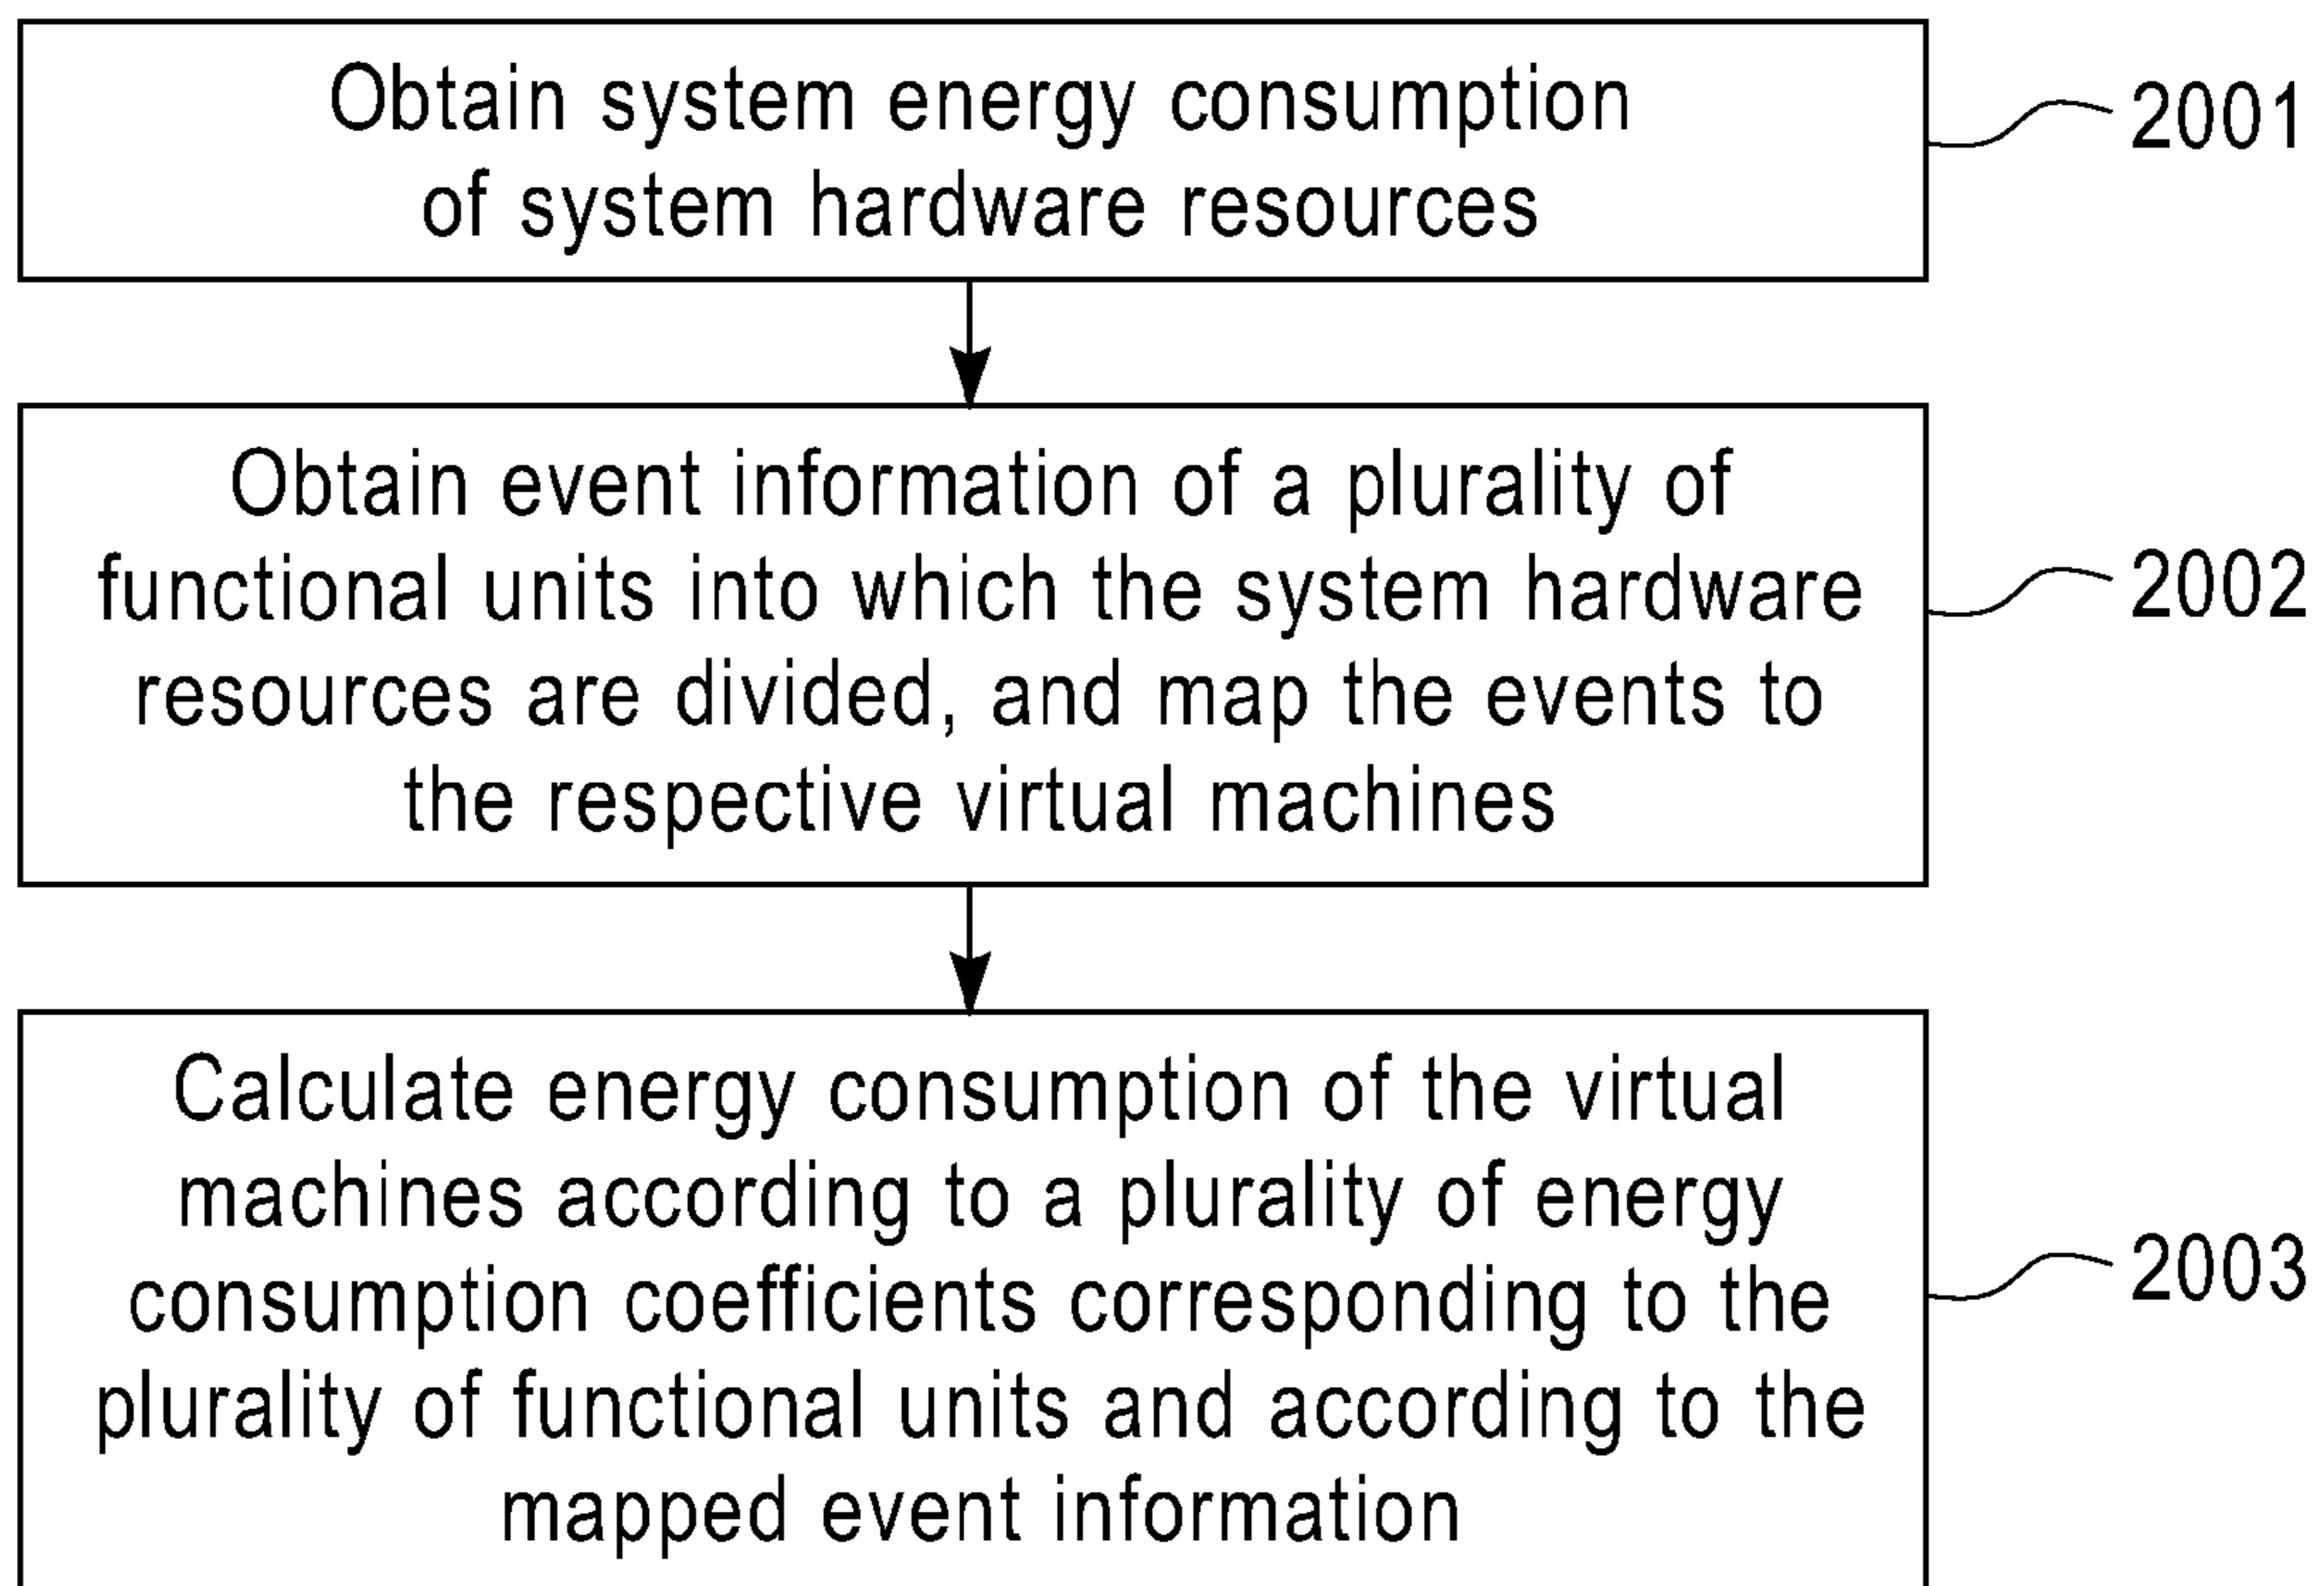 Obtain system energy consumption
of system hardware resources
2001
Obtain event information of a plurality of
functional units into which the system hardware
resources are divided, and map the events to
the respective virtual machines
2002
Calculate energy consumption of the virtual
machines according to a plurality of energy
consumption coefficients corresponding to the
plurality of functional units and according to the
mapped event information
2003